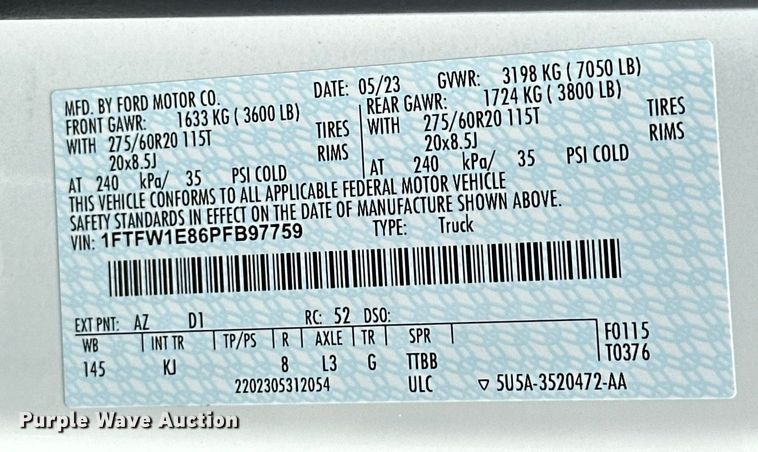 MFD. BY FORD MOTOR CO. DATE: 05/23 GVWR: 3198 KG ( 7050 LB)
FRONT GAWR: 1633 KG ( 3600 LB) REAR GAWR: 1724 KG ( 3800 LB)
WITH 275/60R20 115T TIRES WITH 275/60R20 115T TIRES
20x8.5J RIMS 20x8.5J RIMS
AT 240 kPa/ 35 PSI COLD AT 240 kPa/ 35 PSI COLD
THIS VEHICLE CONFORMS TO ALL APPLICABLE FEDERAL MOTOR VEHICLE
SAFETY STANDARDS IN EFFECT ON THE DATE OF MANUFACTURE SHOWN ABOVE.
VIN: 1FTFW1E86PFB97759 TYPE: Truck
EXT PNT: AZ D1 RC: 52 DSO:
WB INT TR TP/PS R AXLE TR SPR F0115
145 KJ 8 L3 G TTBB T0376
2202305312054 ULC ▽ 5U5A-3520472-AA
Purple Wave Auction